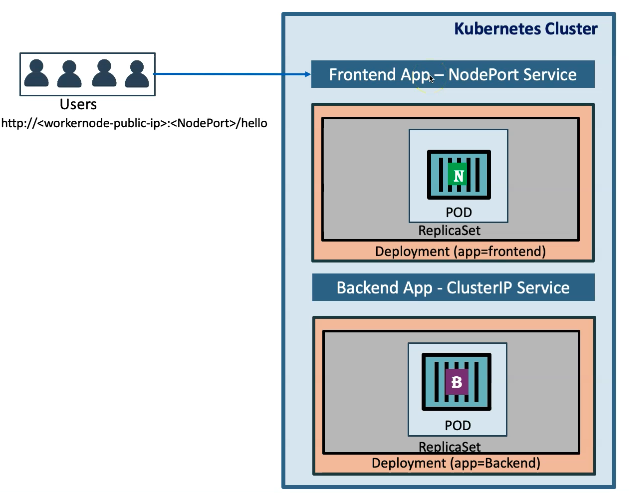 Kubernetes Cluster
Frontend App – NodePort Service
Users
http://<workernode-public-ip>:<NodePort>/hello
N
POD
ReplicaSet
Deployment (app=frontend)
Backend App - ClusterIP Service
B
POD
ReplicaSet
Deployment (app=Backend)